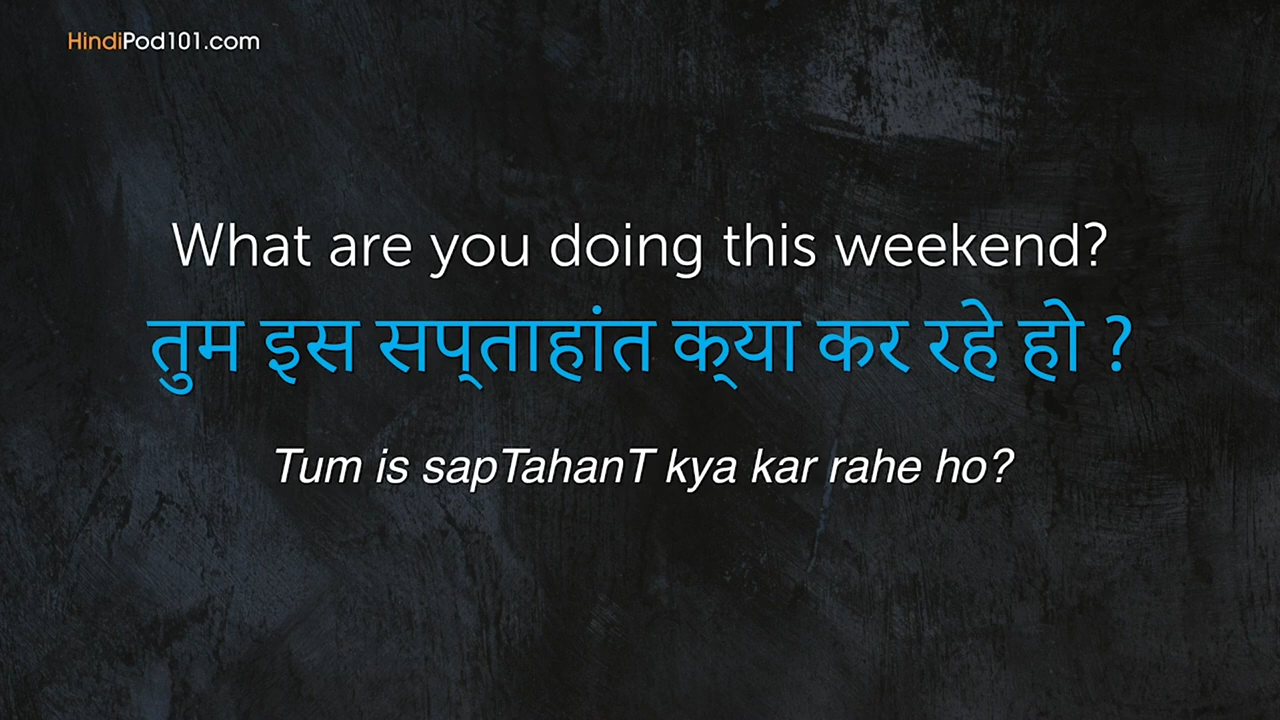 HindiPod101.com
What are you doing this weekend?
तुम इस सप्ताहांत क्या कर रहे हो ?
Tum is sapTahanT kya kar rahe ho?